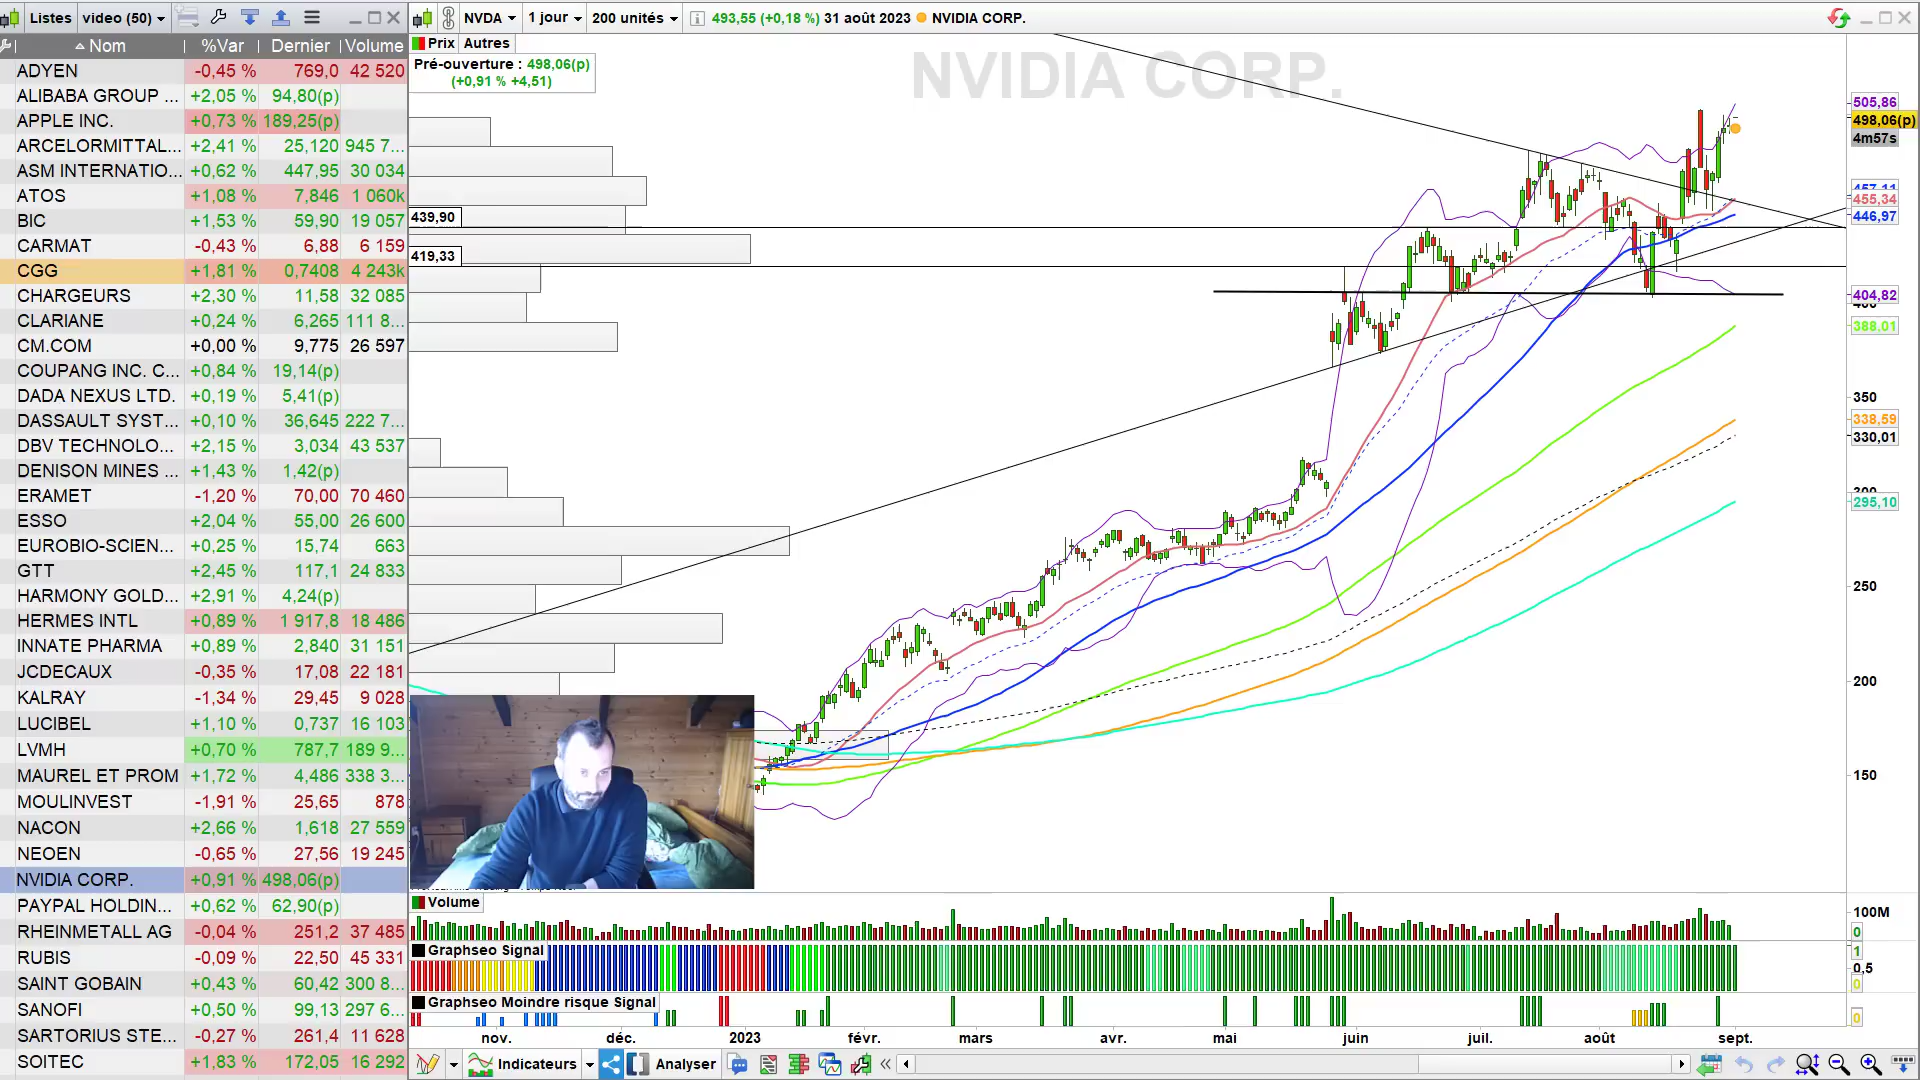 Listes video (50)
NVDA 1 jour 200 unités 493,55 (+0,18 %) 31 août 2023 NVIDIA CORP.
Nom %Var Dernier Volume
ADYEN -0,45 % 769,0 42 520
ALIBABA GROUP ... +2,05 % 94,80(p)
APPLE INC. +0,73 % 189,25(p)
ARCELORMITTAL... +2,41 % 25,120 945 7...
ASM INTERNATIO... +0,62 % 447,95 30 034
ATOS +1,08 % 7,846 1 060k
BIC +1,53 % 59,90 19 057
CARMAT -0,43 % 6,88 6 159
CGG +1,81 % 0,7408 4 243k
CHARGEURS +2,30 % 11,58 32 085
CLARIANE +0,24 % 6,265 111 8...
CM.COM +0,00 % 9,775 26 597
COUPANG INC. C... +0,84 % 19,14(p)
DADA NEXUS LTD. +0,19 % 5,41(p)
DASSAULT SYST... +0,10 % 36,645 222 7...
DBV TECHNOLO... +2,15 % 3,034 43 537
DENISON MINES ... +1,43 % 1,42(p)
ERAMET -1,20 % 70,00 70 460
ESSO +2,04 % 55,00 26 600
EUROBIO-SCIEN... +0,25 % 15,74 663
GTT +2,45 % 117,1 24 833
HARMONY GOLD... +2,91 % 4,24(p)
HERMES INTL +0,89 % 1 917,8 18 486
INNATE PHARMA +0,89 % 2,840 31 151
JCDECAUX -0,35 % 17,08 22 181
KALRAY -1,34 % 29,45 9 028
LUCIBEL +1,10 % 0,737 16 103
LVMH +0,70 % 787,7 189 9...
MAUREL ET PROM +1,72 % 4,486 338 3...
MOULINVEST -1,91 % 25,65 878
NACON +2,66 % 1,618 27 559
NEOEN -0,65 % 27,56 19 245
NVIDIA CORP. +0,91 % 498,06(p)
PAYPAL HOLDIN... +0,62 % 62,90(p)
RHEINMETALL AG -0,04 % 251,2 37 485
RUBIS -0,09 % 22,50 45 331
SAINT GOBAIN +0,43 % 60,42 300 8...
SANOFI +0,50 % 99,13 297 6...
SARTORIUS STE... -0,27 % 261,4 11 628
SOITEC +1,83 % 172,05 16 292
Prix Autres
Pré-ouverture : 498,06(p)
(+0,91 % +4,51)
NVIDIA CORP.
439,90
419,33
505,86
498,06(p)
4m57s
457,11
455,34
446,97
404,82
388,01
350
338,59
330,01
300
295,10
250
200
150
Volume
100M
0
Graphseo Signal
1
0,5
0
Graphseo Moindre risque Signal
0
nov. déc. 2023 févr. mars avr. mai juin juil. août sept.
Indicateurs Analyser